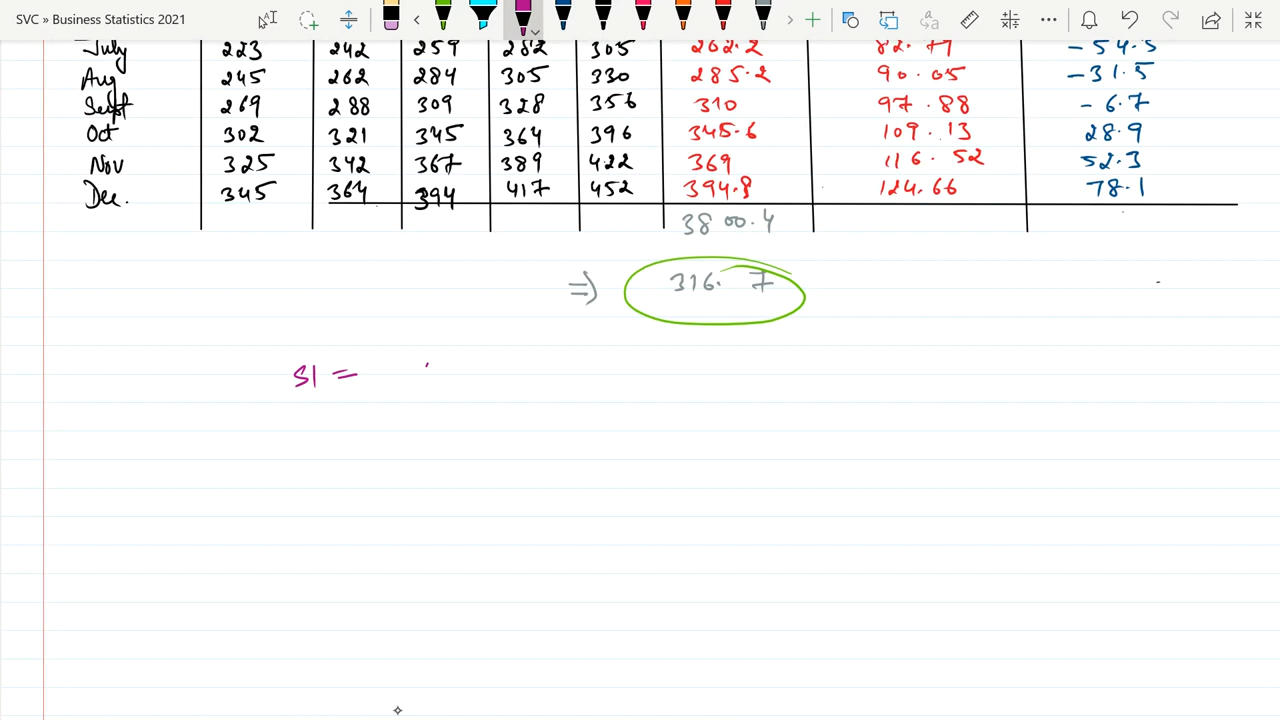 SVC » Business Statistics 2021
July 223 242 259 282 305 262.2 82.79 -54.5
Aug 245 262 284 305 330 285.2 90.05 -31.5
Sept 269 288 309 328 356 310 97.88 -6.7
Oct 302 321 345 364 396 345.6 109.13 28.9
Nov 325 342 367 389 422 369 116.52 52.3
Dec. 345 364 394 417 452 394.8 124.66 78.1
3800.4
⇒ 316.7
SI =